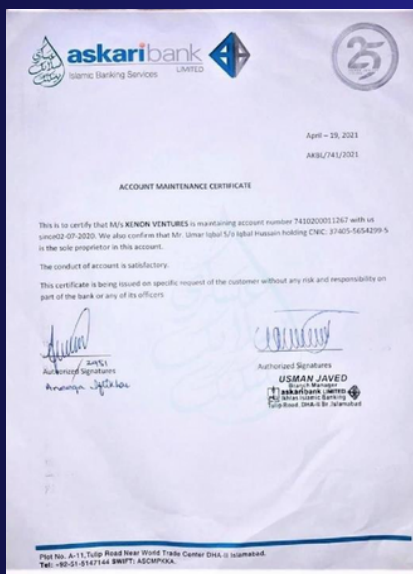 askaribank
LIMITED
Islamic Banking Services
25
April – 19, 2021
AKBL/741/2021
ACCOUNT MAINTENANCE CERTIFICATE
This is to certify that M/s XENON VENTURES is maintaining account number 7410200011267 with us
since02-07-2020. We also confirm that Mr. Umar Iqbal S/o Iqbal Hussain holding CNIC: 37405-5654299-5
is the sole proprietor in this account.
The conduct of account is satisfactory.
This certificate is being issued on specific request of the customer without any risk and responsibility on
part of the bank or any of its officers
Authorized Signatures
Authorized Signatures
USMAN JAVED
Branch Manager
askaribank LIMITED
Ikhlas Islamic Banking
Tulip Road, DHA-II Br. Islamabad
Plot No. A-11,Tulip Road Near World Trade Center DHA II Islamabad.
Tel: +92-51-5147144 SWIFT: ASCMPKKA.